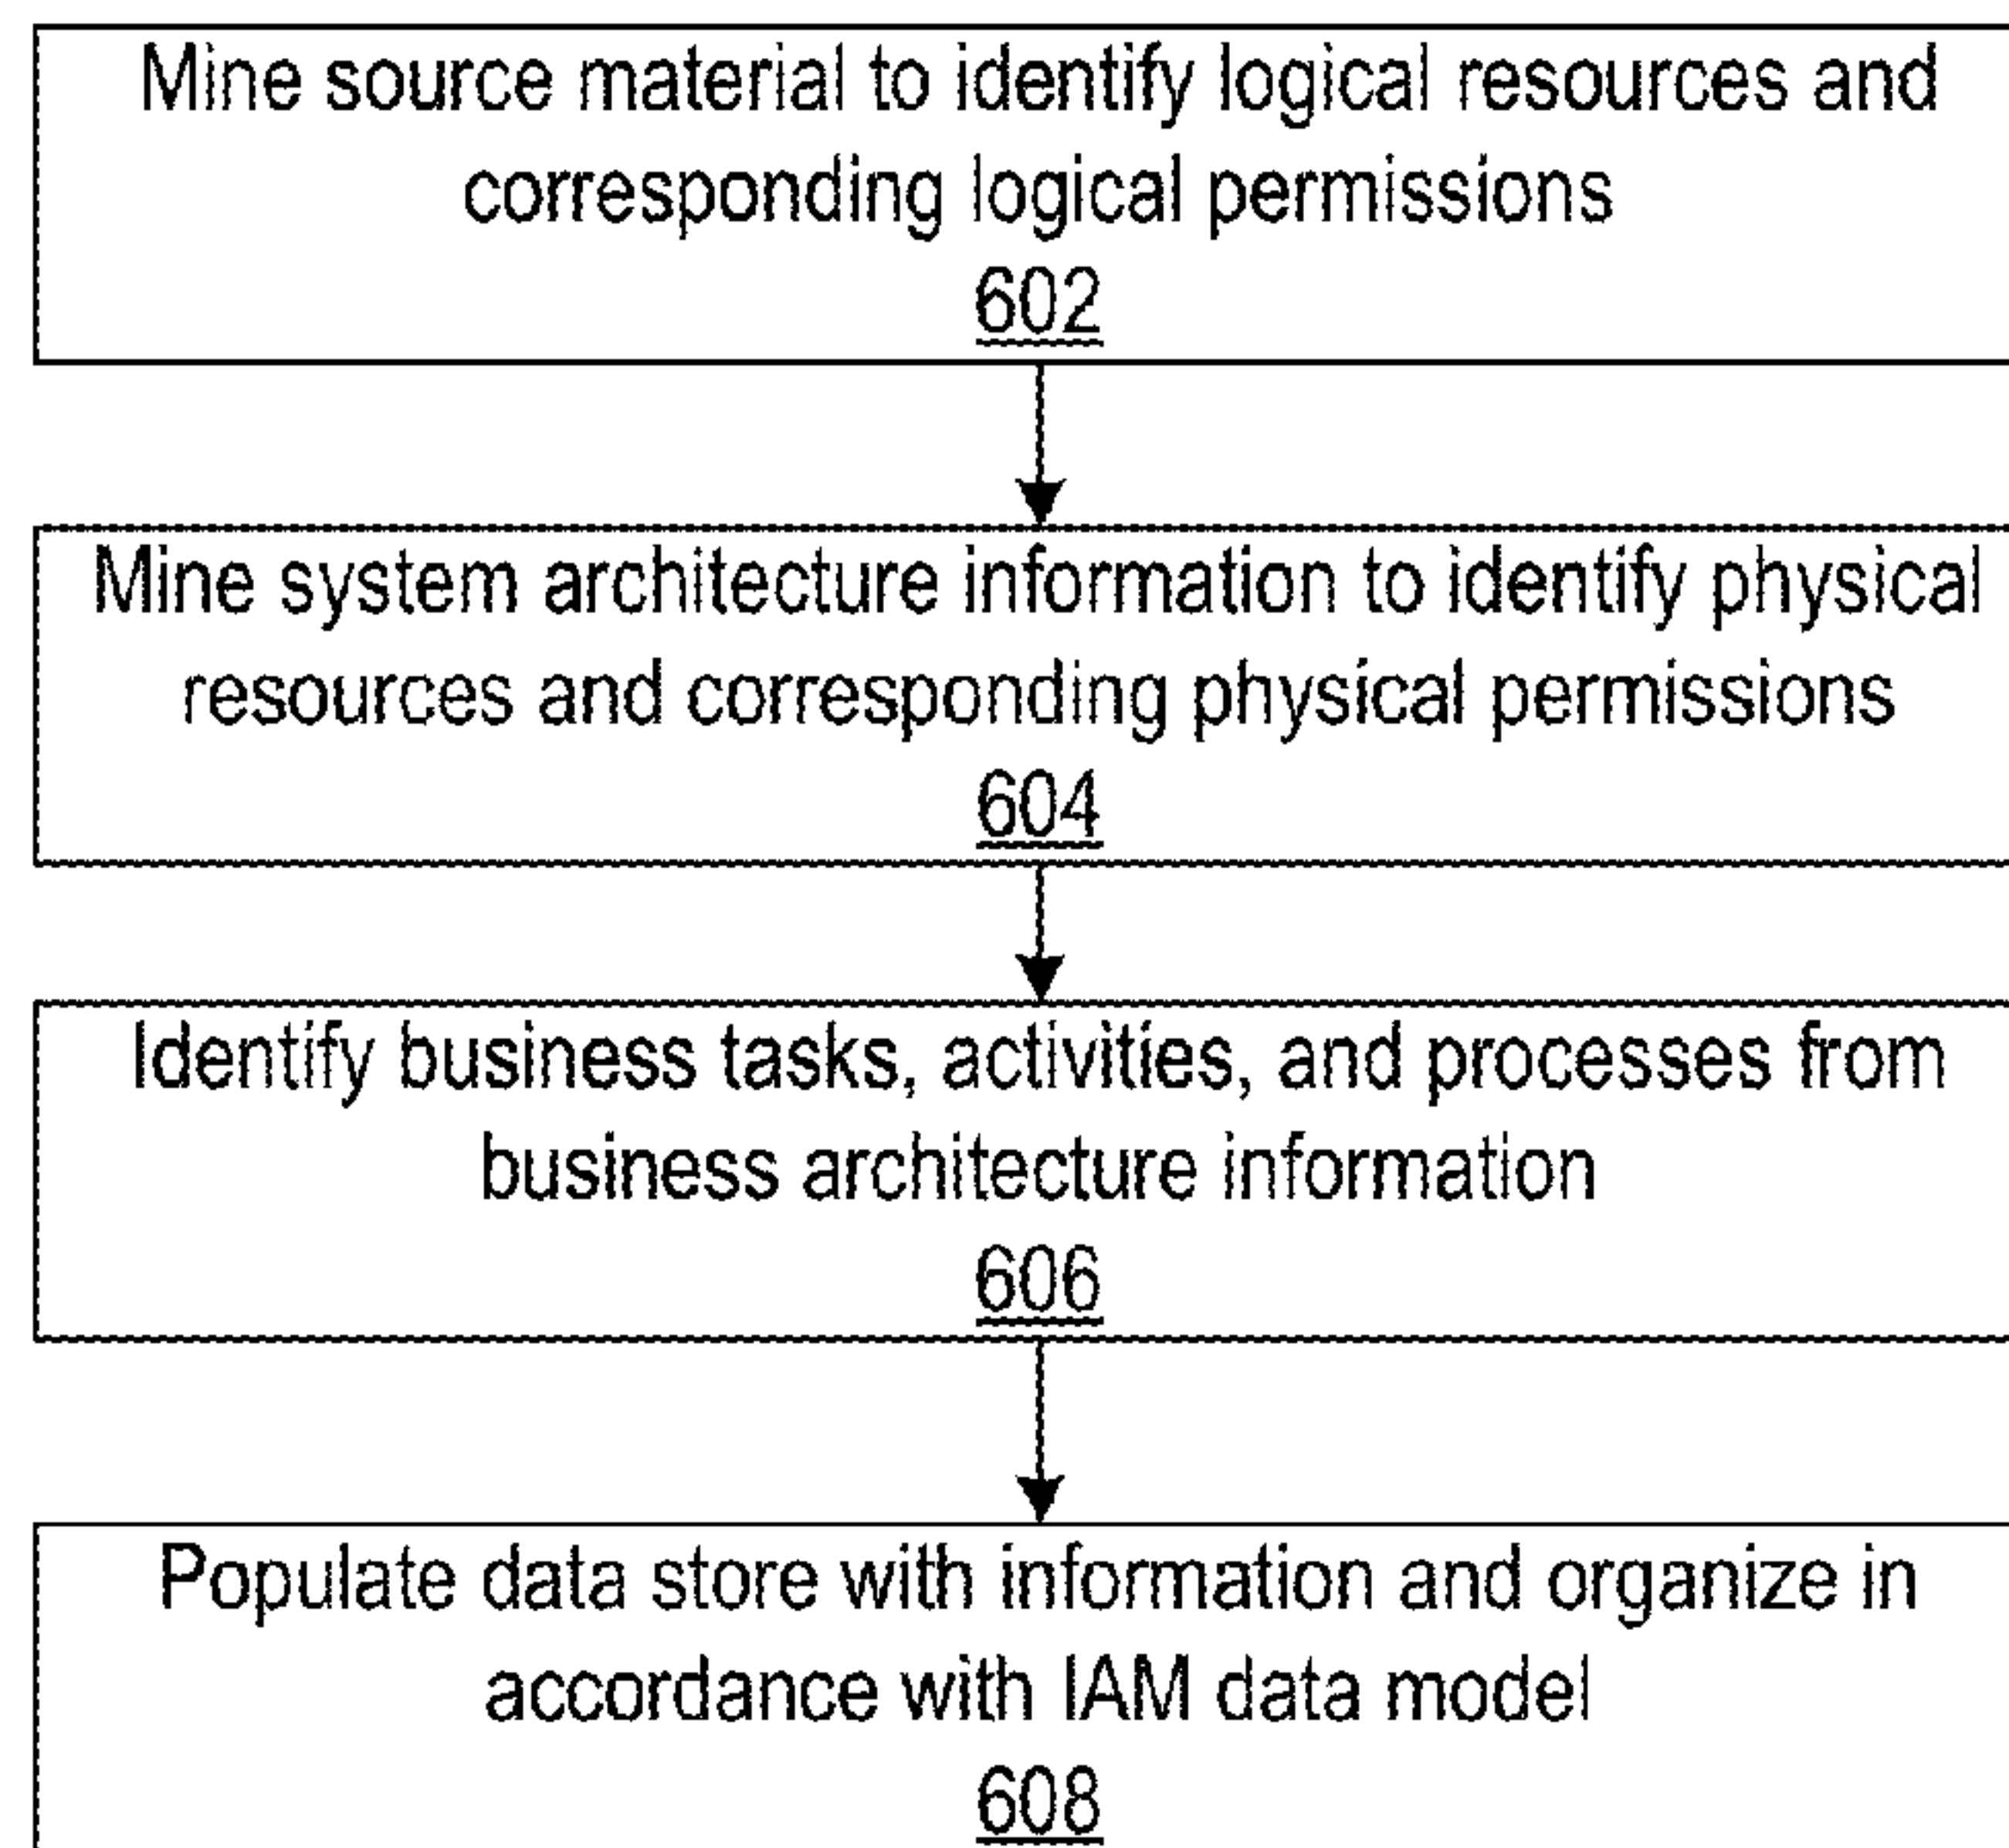 Mine source material to identify logical resources and
corresponding logical permissions
602
Mine system architecture information to identify physical
resources and corresponding physical permissions
604
Identify business tasks, activities, and processes from
business architecture information
606
Populate data store with information and organize in
accordance with IAM data model
608